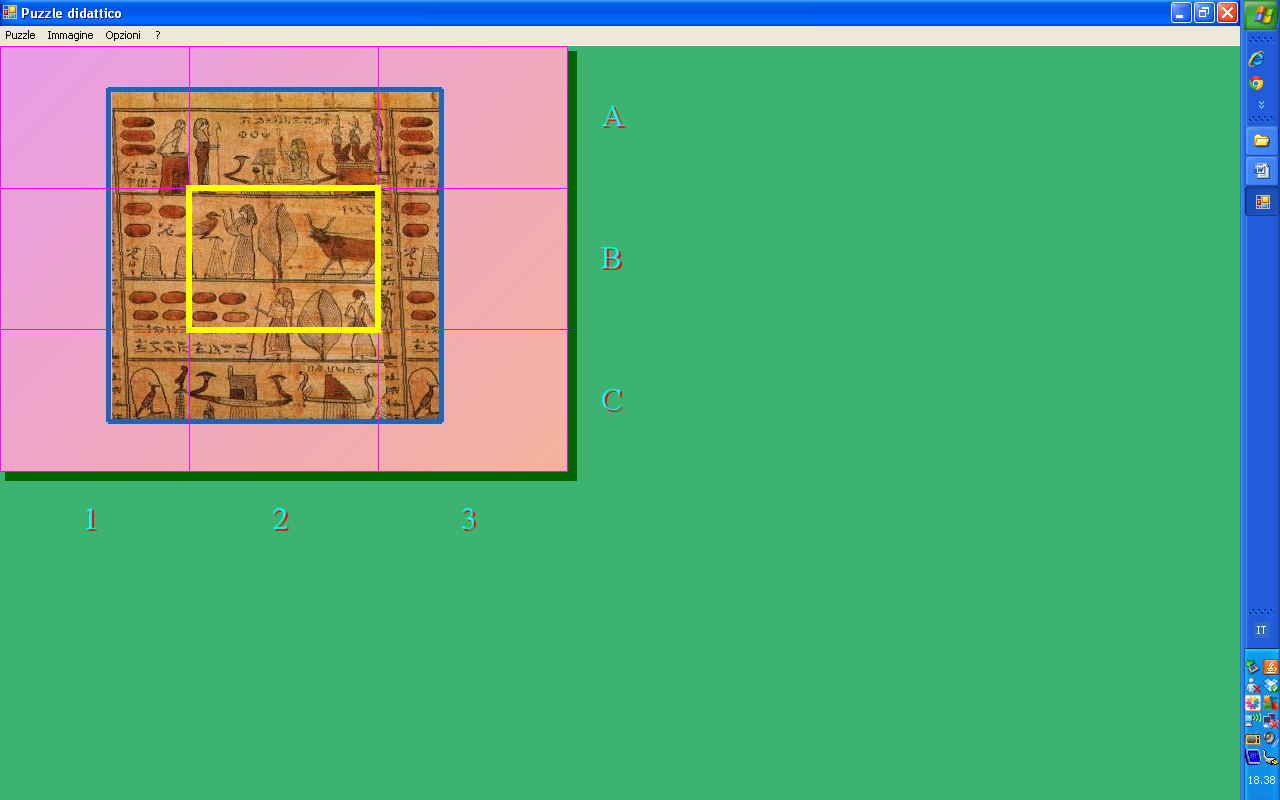 Puzzle didattico
Puzzle Immagine Opzioni ?
A
B
C
1 2 3
IT
18.38